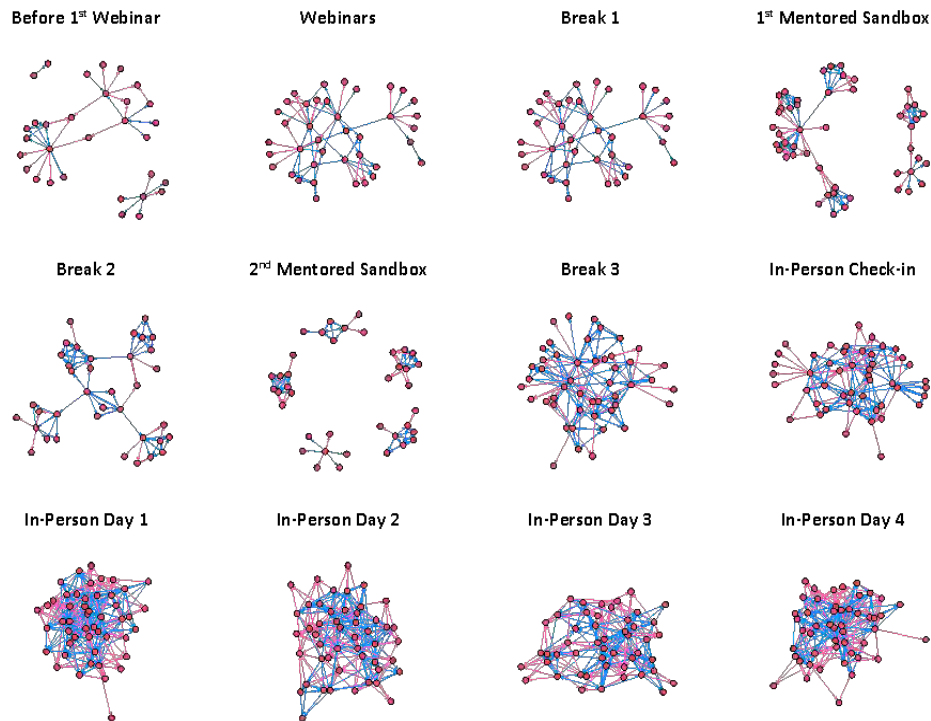 Before 1st Webinar
Webinars
Break 1
1st Mentored Sandbox
Break 2
2nd Mentored Sandbox
Break 3
In-Person Check-in
In-Person Day 1
In-Person Day 2
In-Person Day 3
In-Person Day 4